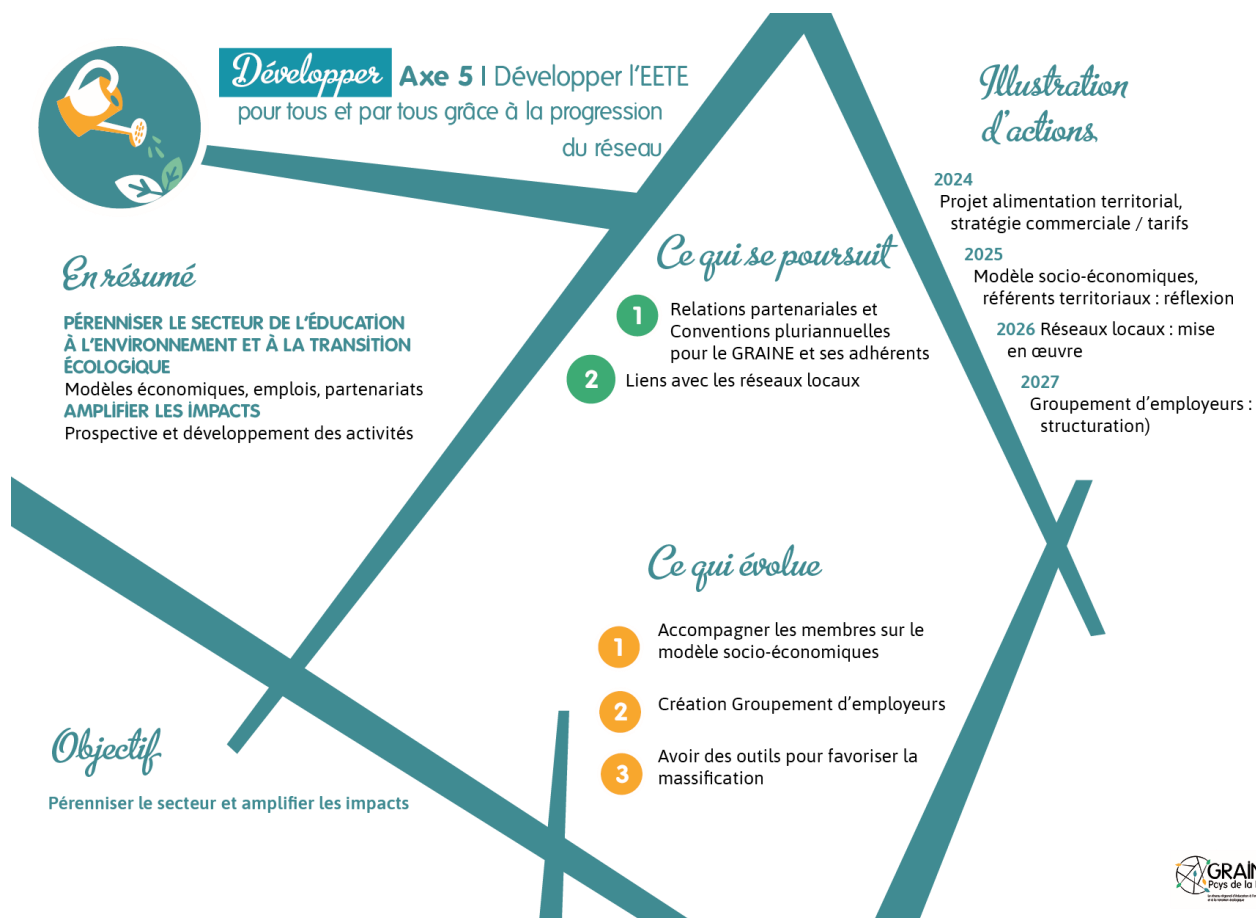 Développer Axe 5 I Développer l'EETE
pour tous et par tous grâce à la progression
du réseau
En résumé
PÉRENNISER LE SECTEUR DE L'ÉDUCATION
À L'ENVIRONNEMENT ET À LA TRANSITION
ÉCOLOGIQUE
Modèles économiques, emplois, partenariats
AMPLIFIER LES IMPACTS
Prospective et développement des activités
Objectif
Pérenniser le secteur et amplifier les impacts
Ce qui se poursuit
1 Relations partenariales et
Conventions pluriannuelles
pour le GRAINE et ses adhérents
2 Liens avec les réseaux locaux
Ce qui évolue
1 Accompagner les membres sur le
modèle socio-économiques
2 Création Groupement d'employeurs
3 Avoir des outils pour favoriser la
massification
Illustration
d'actions
2024
Projet alimentation territorial,
stratégie commerciale / tarifs
2025
Modèle socio-économiques,
référents territoriaux : réflexion
2026 Réseaux locaux : mise
en œuvre
2027
Groupement d'employeurs :
structuration)
Pays de la